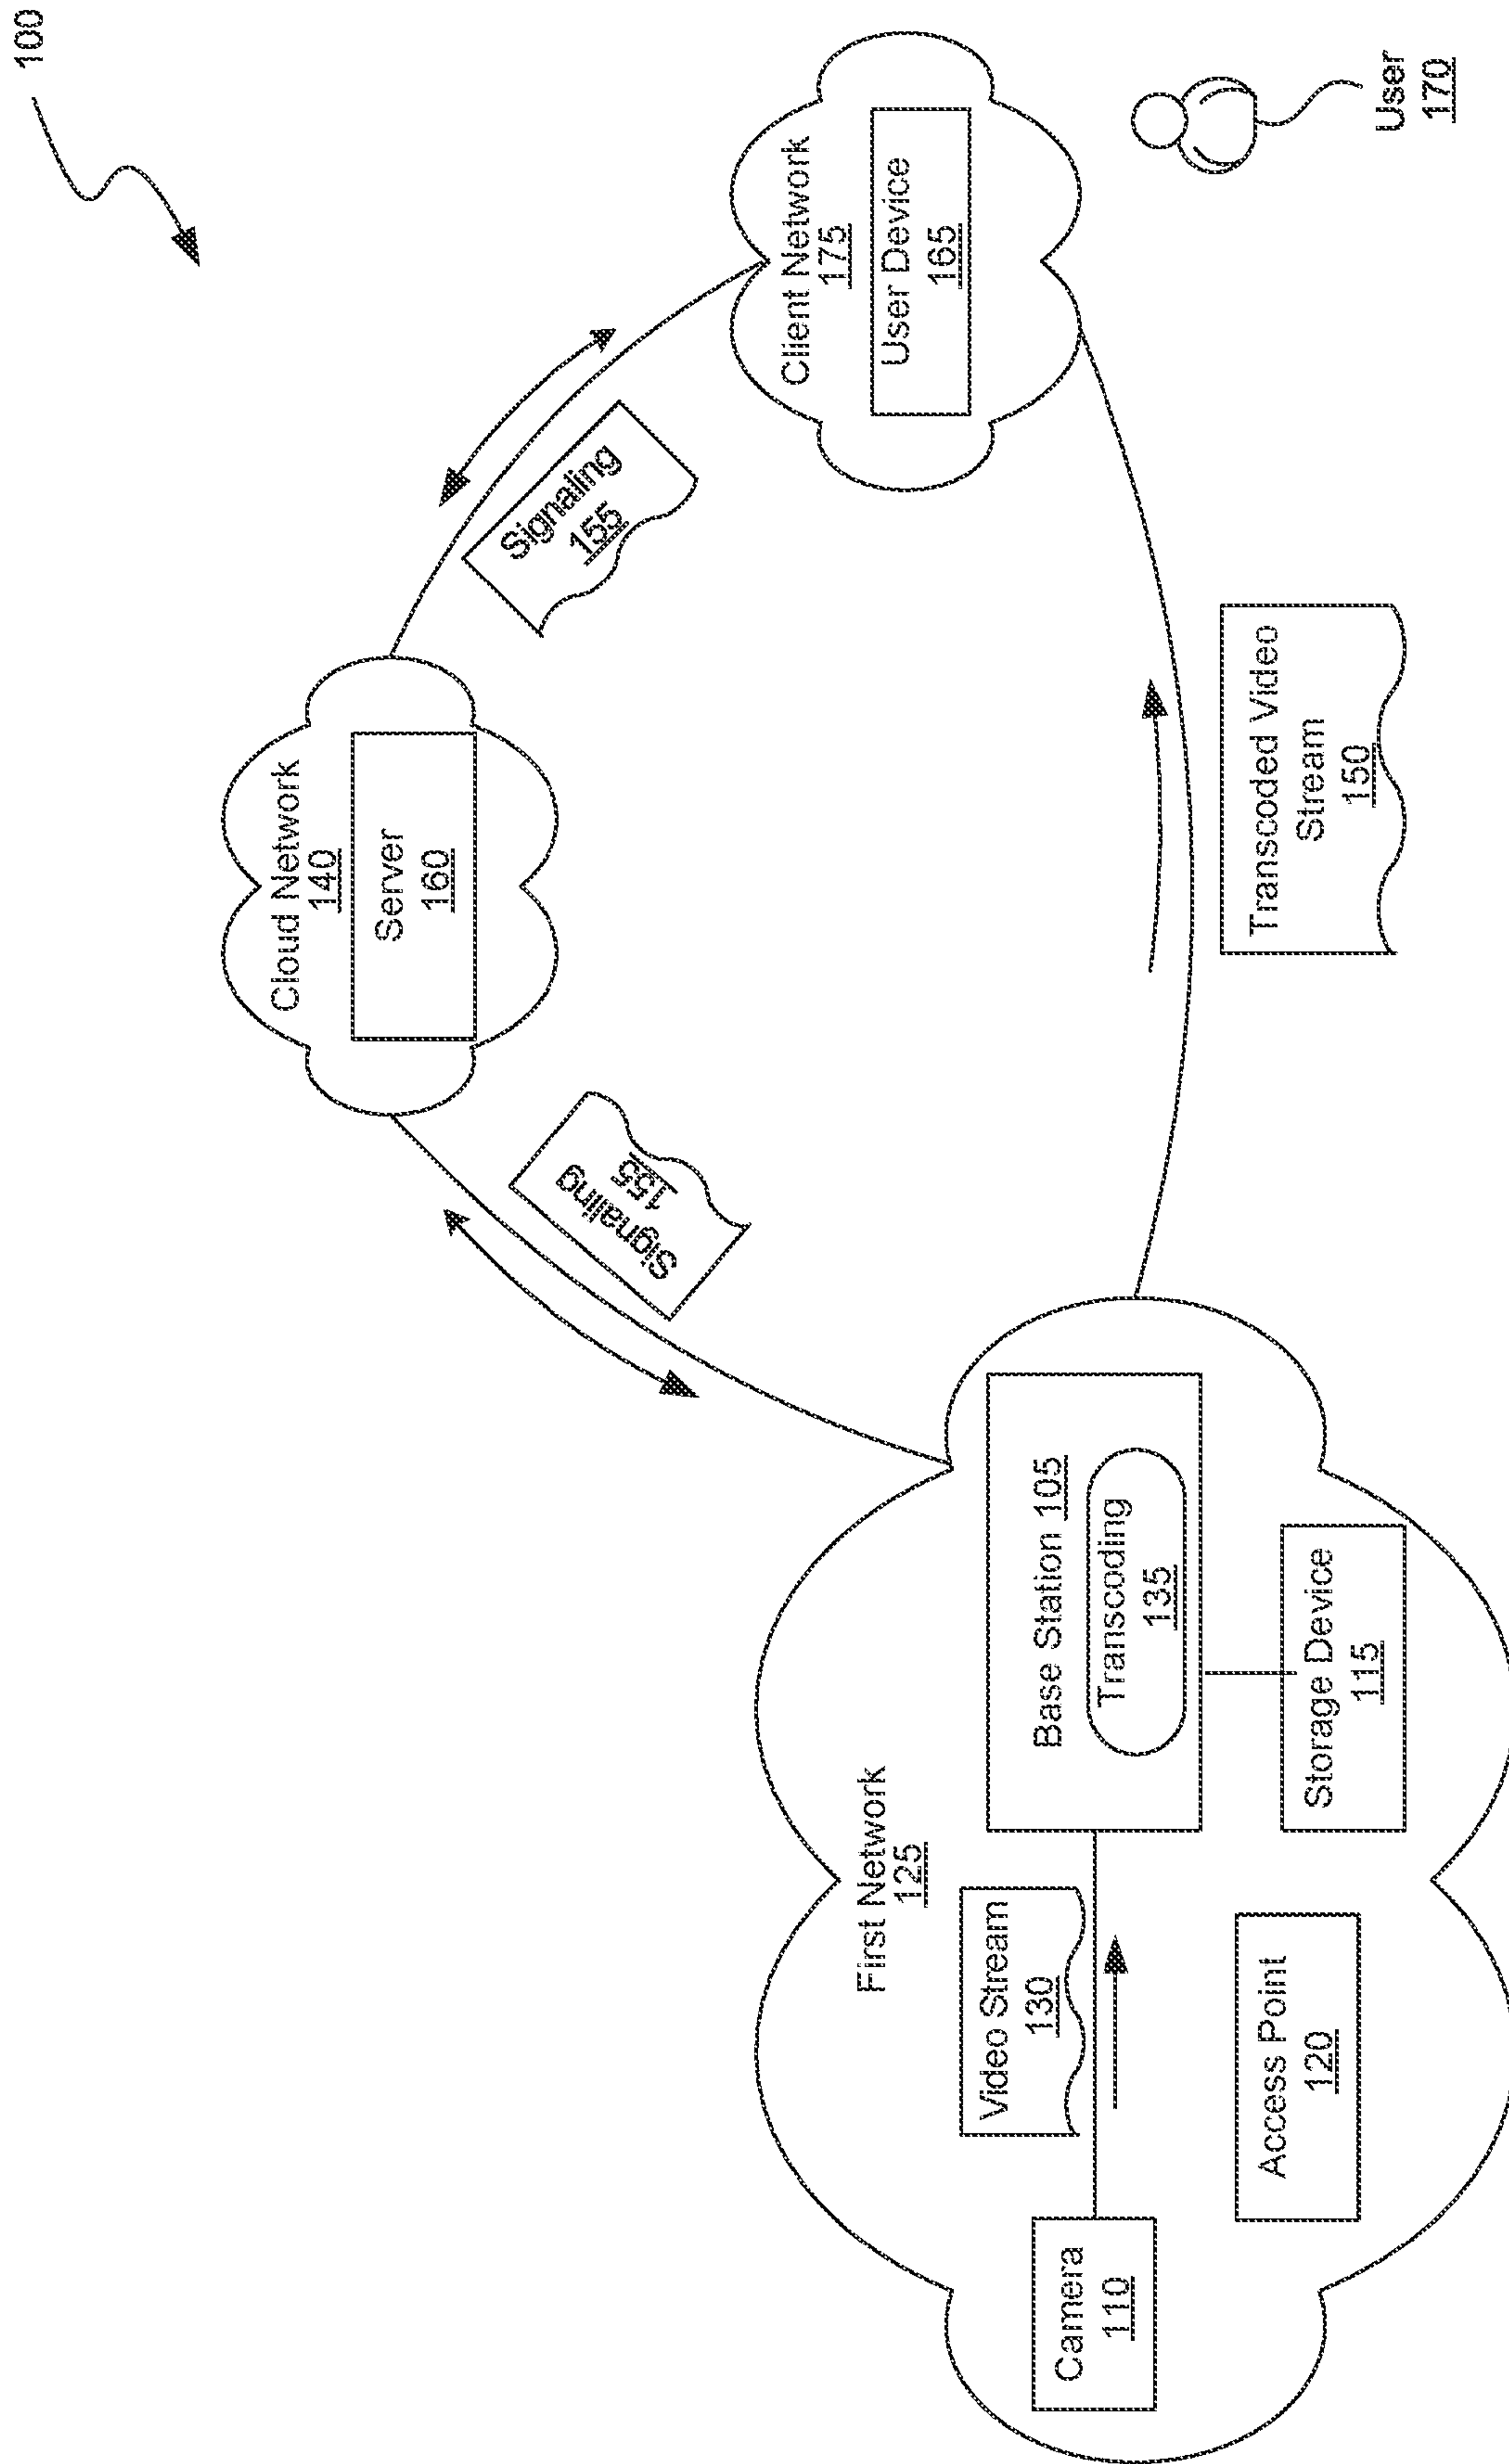 100
Cloud Network
140
Server
160
Signaling
155
Signaling
155
Client Network
175
User Device
165
First Network
125
Video Stream
130
Base Station 105
Transcoding
135
Camera
110
Access Point
120
Storage Device
115
Transcoded Video
Stream
150
User
170